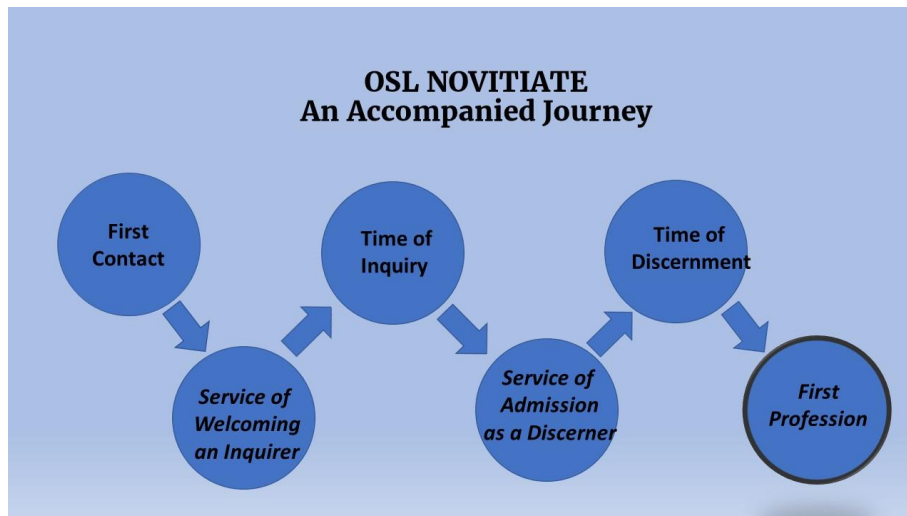 OSL NOVITIATE
An Accompanied Journey
First
Contact
Service of
Welcoming
an Inquirer
Time of
Inquiry
Service of
Admission
as a Discerner
Time of
Discernment
First
Profession